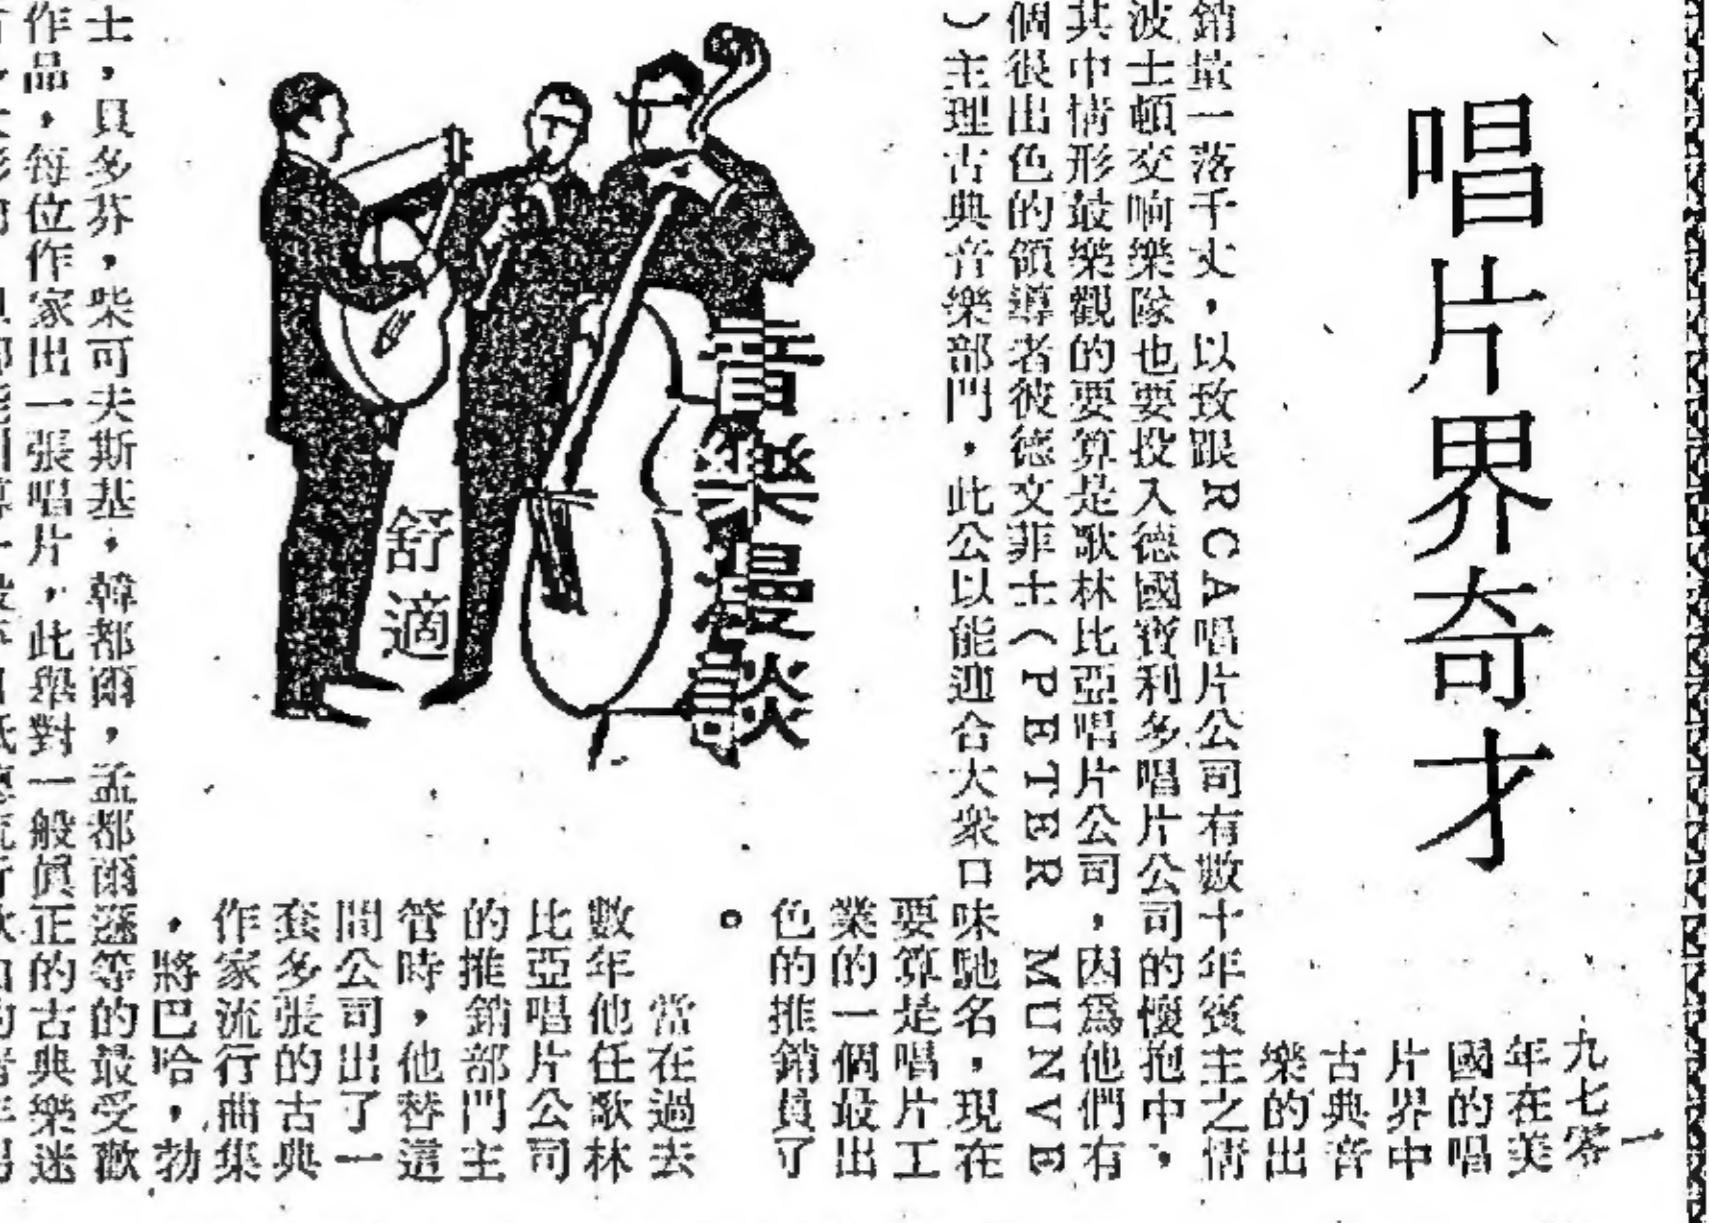 唱片界奇才
音樂漫談
舒適
一
九七零
年在美
國的唱
片界中
古典音
樂的出
銷量一落千丈,以致跟RCA唱片公司有數十年賓主之情
波士頓交响樂隊也要投入德國寶利多唱片公司的懷抱中,
其中情形最樂觀的要算是歌林比亞唱片公司,因爲他們有
個很出色的領導者彼德文菲士(PETER MUNVE
)主理古典音樂部門,此公以能迎合大衆口味馳名,現在
要算是唱片工
業的一個最出
色的推銷員了
。
當在過去
數年他任歌林
比亞唱片公司
的推銷部門主
管時,他替這
間公司出了一
套多張的古典
作家流行曲集
,將巴哈,勃
士,貝多芬,柴可夫斯基,韓都爾,孟都爾遜等的最受歡
作品,每位作家出一張唱片,此舉對一般眞正的古典樂迷